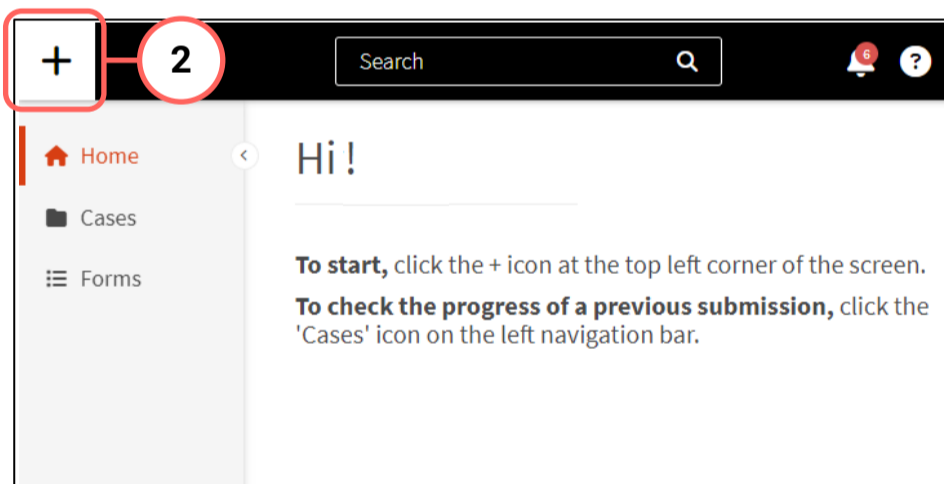 +
2
Search
6
?
Home
Cases
Forms
Hi !
To start, click the + icon at the top left corner of the screen.
To check the progress of a previous submission, click the
'Cases' icon on the left navigation bar.